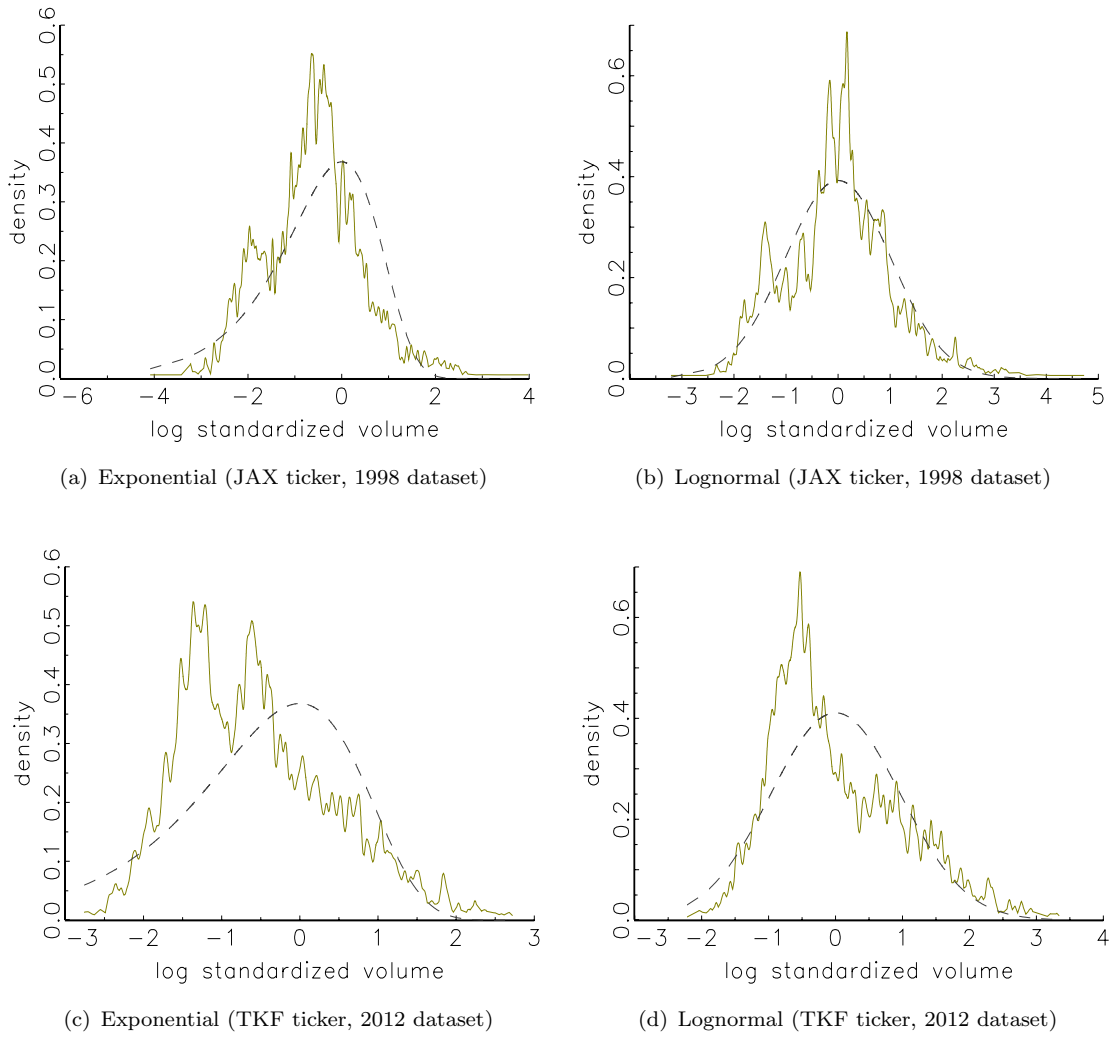 density
0.0 0.1 0.2 0.3 0.4 0.5 0.6
−6 −4 −2 0 2 4
log standardized volume
(a) Exponential (JAX ticker, 1998 dataset)
density
0.0 0.2 0.4 0.6
−3 −2 −1 0 1 2 3 4 5
log standardized volume
(b) Lognormal (JAX ticker, 1998 dataset)
density
0.0 0.1 0.2 0.3 0.4 0.5 0.6
−3 −2 −1 0 1 2 3
log standardized volume
(c) Exponential (TKF ticker, 2012 dataset)
density
0.0 0.2 0.4 0.6
−3 −2 −1 0 1 2 3 4
log standardized volume
(d) Lognormal (TKF ticker, 2012 dataset)